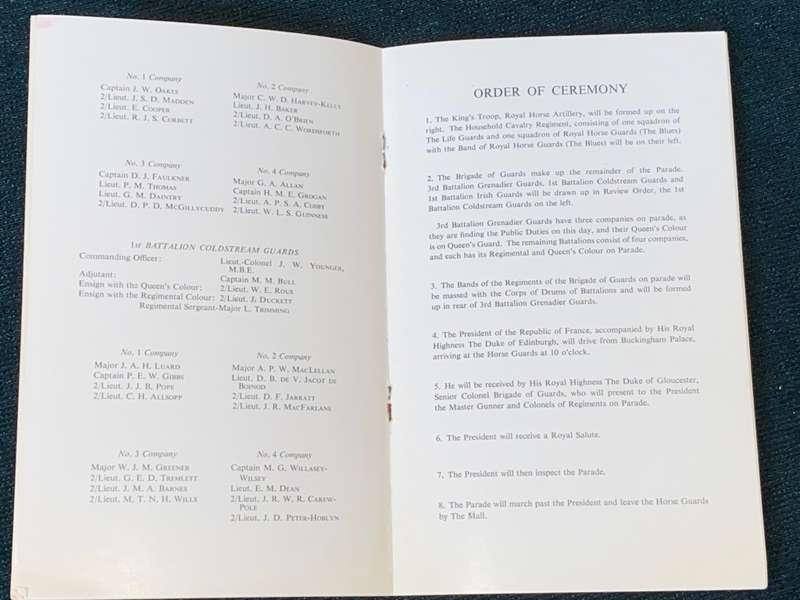 No. 1 Company
Captain J. W. OAKLY
2/Lieut. J. S. D. MADDEN
2/Lieut. E. COOPER
2/Lieut. R. J. S. CORBETT
No. 2 Company
Major C. W. D. HARVEY-KELLY
Lieut. J. H. BAKER
2/Lieut. D. A. O'BRIEN
2/Lieut. A. C. C. WORDSWORTH
No. 3 Company
Captain D. J. FAULKNER
Lieut. P. M. THOMAS
Lieut. G. M. DAINTRY
2/Lieut. D. P. D. MCGILLYCUDDY
No. 4 Company
Major G. A. ALLAN
Captain H. M. E. GROGAN
2/Lieut. A. P. S. A. CUBBY
2/Lieut. W. L. S. GUINNESS
1st BATTALION COLDSTREAM GUARDS
Commanding Officer: Lieut.-Colonel J. W. YOUNGER,
M.B.E.
Adjutant: Captain M. M. BULL
Ensign with the Queen's Colour: 2/Lieut. W. E. ROUX
Ensign with the Regimental Colour: 2/Lieut. J. DUCKETT
Regimental Sergeant-Major L. TRIMMING
No. 1 Company
Major J. A. H. LUARD
Captain P. E. W. GIBBS
2/Lieut. J. J. B. POPE
2/Lieut. C. H. ALLSOPP
No. 2 Company
Major A. P. W. MACLELLAN
Lieut. D. B. DE V. JACOT DE
BOINOD
2/Lieut. D. F. JARRATT
2/Lieut. J. R. MACFARLANE
No. 3 Company
Major W. J. M. GREENER
2/Lieut. G. E. D. TREMLETT
2/Lieut. J. M. A. BARNES
2/Lieut. M. T. N. H. WILLS
No. 4 Company
Captain M. G. WILLASEY-
WILSEY
Lieut. E. M. DEAN
2/Lieut. J. R. W. R. CAREW-
POLE
2/Lieut. J. D. PETER-HOBLYN
ORDER OF CEREMONY
1. The King's Troop, Royal Horse Artillery, will be formed up on the
right. The Household Cavalry Regiment, consisting of one squadron of
The Life Guards and one squadron of Royal Horse Guards (The Blues)
with the Band of Royal Horse Guards (The Blues) will be on their left.
2. The Brigade of Guards make up the remainder of the Parade.
3rd Battalion Grenadier Guards, 1st Battalion Coldstream Guards and
1st Battalion Irish Guards will be drawn up in Review Order, the 1st
Battalion Coldstream Guards on the left.
3rd Battalion Grenadier Guards have three companies on parade, as
they are finding the Public Duties on this day, and their Queen's Colour
is on Queen's Guard. The remaining Battalions consist of four companies,
and each has its Regimental and Queen's Colour on Parade.
3. The Bands of the Regiments of the Brigade of Guards on parade will
be massed with the Corps of Drums of Battalions and will be formed
up in rear of 3rd Battalion Grenadier Guards.
4. The President of the Republic of France, accompanied by His Royal
Highness The Duke of Edinburgh, will drive from Buckingham Palace,
arriving at the Horse Guards at 10 o'clock.
5. He will be received by His Royal Highness The Duke of Gloucester,
Senior Colonel Brigade of Guards, who will present to the President
the Master Gunner and Colonels of Regiments on Parade.
6. The President will receive a Royal Salute.
7. The President will then inspect the Parade.
8. The Parade will march past the President and leave the Horse Guards
by The Mall.